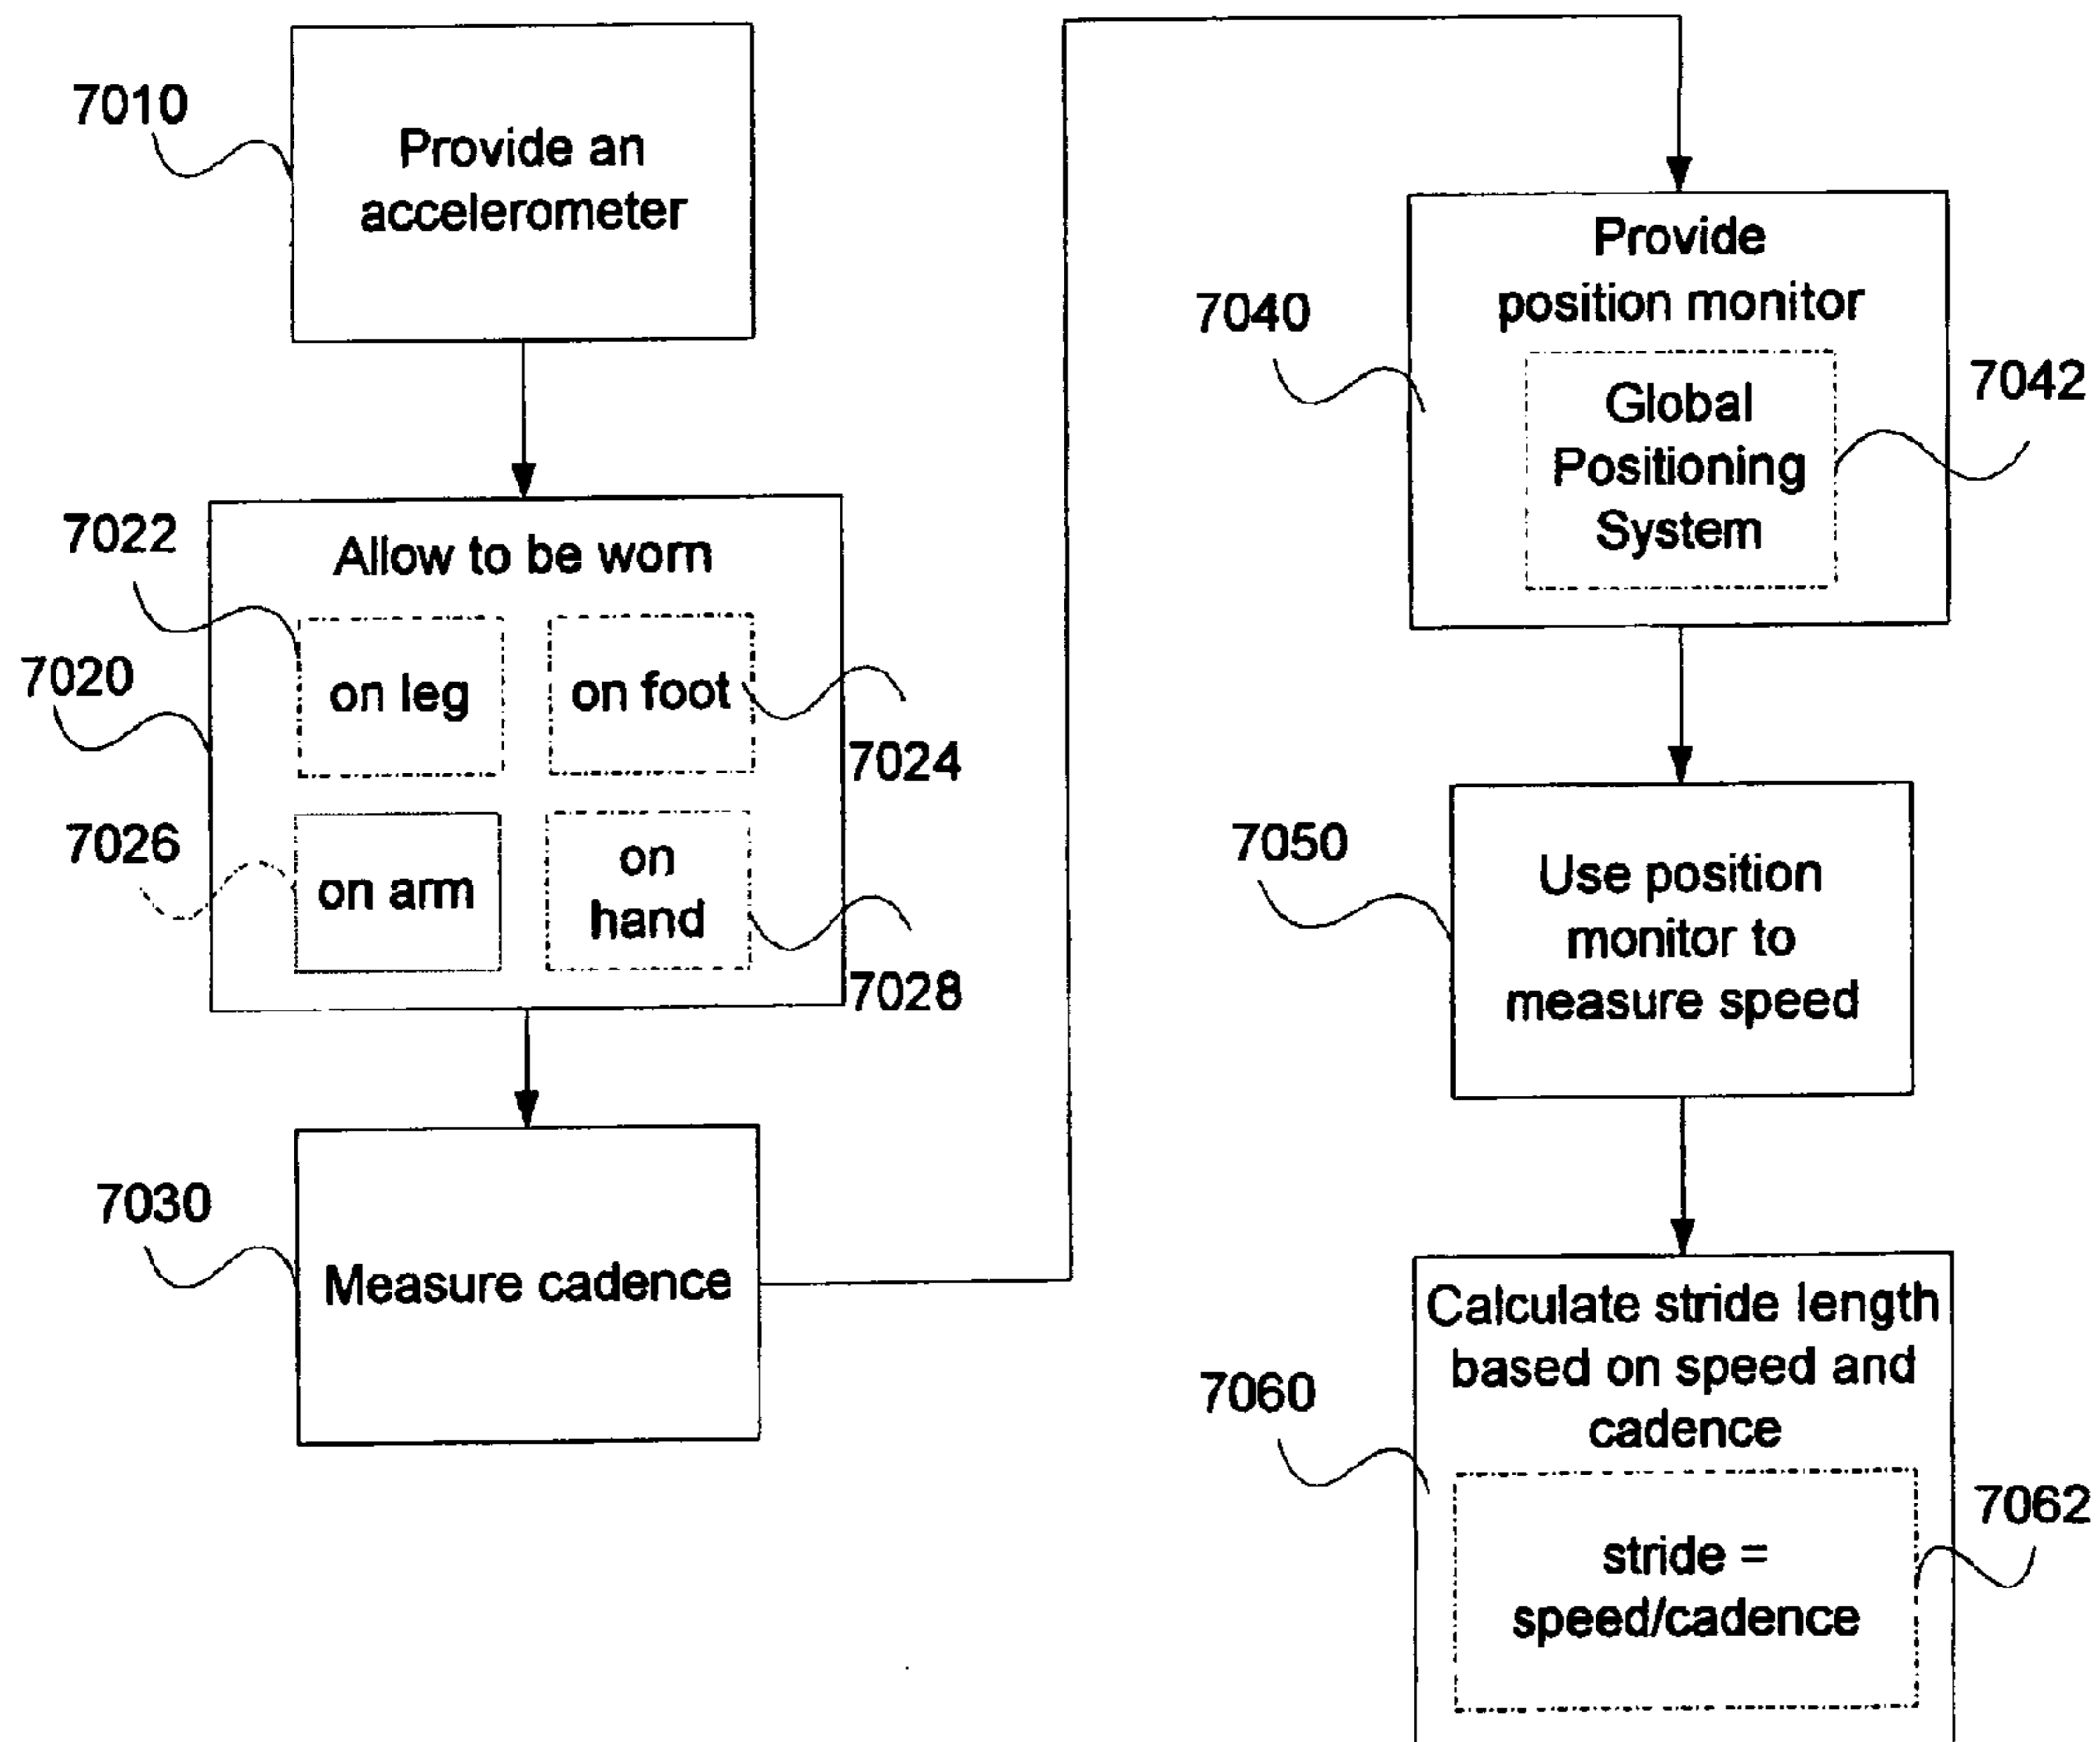 7010
Provide an
accelerometer
7022
Allow to be worn
7020
on leg
on foot
7024
7026
on arm
on
hand
7028
7030
Measure cadence
Provide
position monitor
7040
Global
Positioning
System
7042
7050
Use position
monitor to
measure speed
Calculate stride length
based on speed and
cadence
7060
7062
stride =
speed/cadence